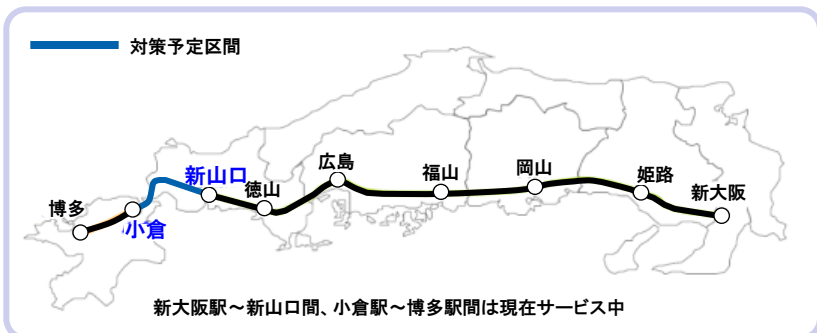 対策予定区間
広島
新山口
徳山
福山
岡山
姫路
新大阪
博多
小倉
新大阪駅～新山口間、小倉駅～博多駅間は現在サービス中